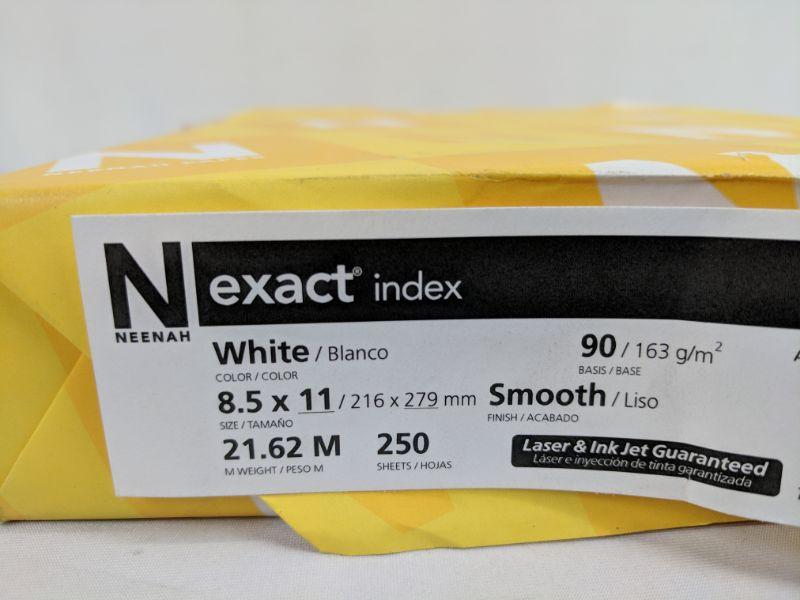 N
NEENAH
exact® index
White / Blanco
COLOR / COLOR
90 / 163 g/m²
BASIS / BASE
8.5 x 11 / 216 x 279 mm
SIZE / TAMAÑO
Smooth / Liso
FINISH / ACABADO
21.62 M
M WEIGHT / PESO M
250
SHEETS / HOJAS
Laser & Ink Jet Guaranteed
Láser e inyección de tinta garantizada